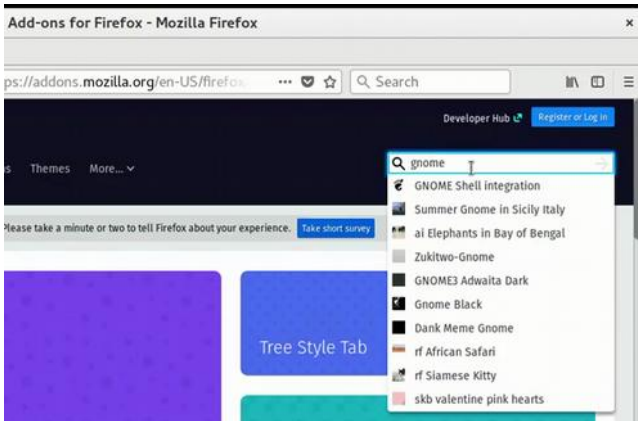 Add-ons for Firefox - Mozilla Firefox
ps://addons.mozilla.org/en-US/firefox
Search
Developer Hub
Register or Log in
Themes More...
gnome
GNOME Shell integration
Summer Gnome in Sicily Italy
ai Elephants in Bay of Bengal
Zukitwo-Gnome
GNOME3 Adwaita Dark
Gnome Black
Dank Meme Gnome
rf African Safari
rf Siamese Kitty
skb valentine pink hearts
Please take a minute or two to tell Firefox about your experience. Take short survey
Tree Style Tab